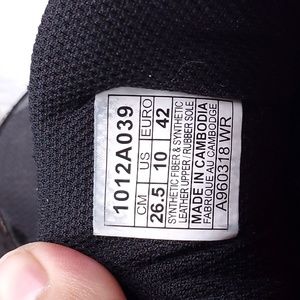 1012A039
CM US EURO
26.5 10 42
SYNTHETIC FIBER & SYNTHETIC
LEATHER UPPER / RUBBER SOLE
MADE IN CAMBODIA
FABRIQUE AU CAMBODGE
A960318 WR